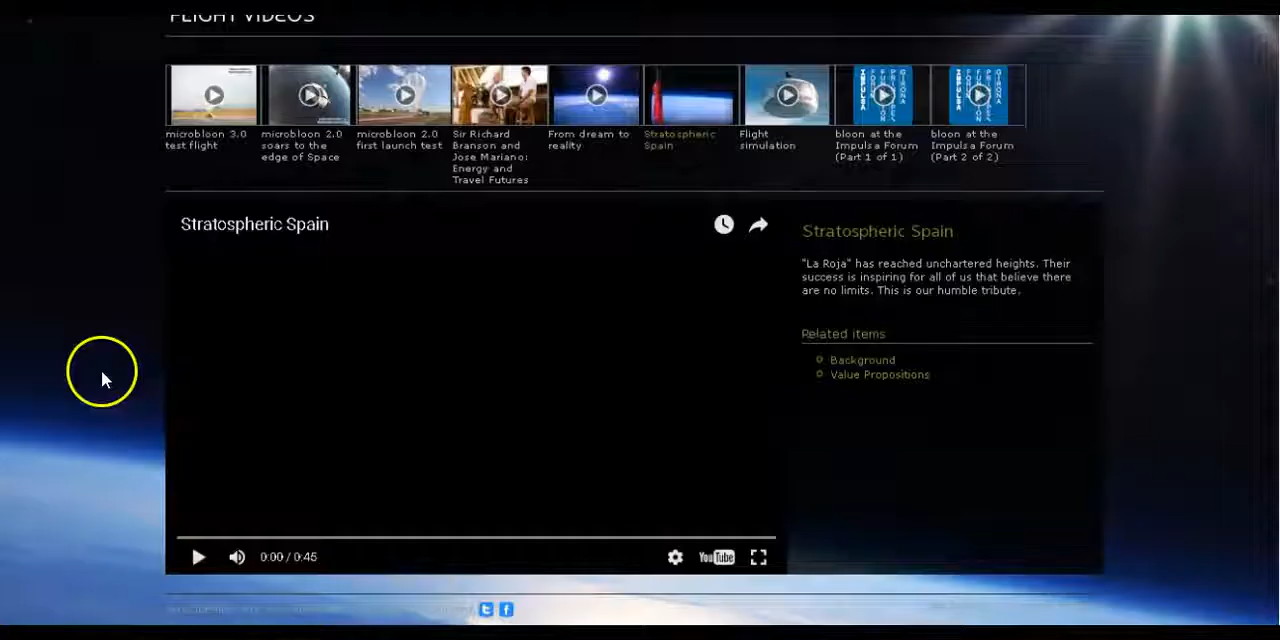 FLIGHT VIDEOS
microbloon 3.0
test flight
microbloon 2.0
soars to the
edge of Space
microbloon 2.0
first launch test
Sir Richard
Branson and
Jose Mariano:
Energy and
Travel Futures
From dream to
reality
Stratospheric
Spain
Flight
simulation
bloon at the
Impulsa Forum
(Part 1 of 1)
bloon at the
Impulsa Forum
(Part 2 of 2)
Stratospheric Spain
Stratospheric Spain
"La Roja" has reached unchartered heights. Their
success is inspiring for all of us that believe there
are no limits. This is our humble tribute.
Related items
Background
Value Propositions
0:00 / 0:45
YouTube